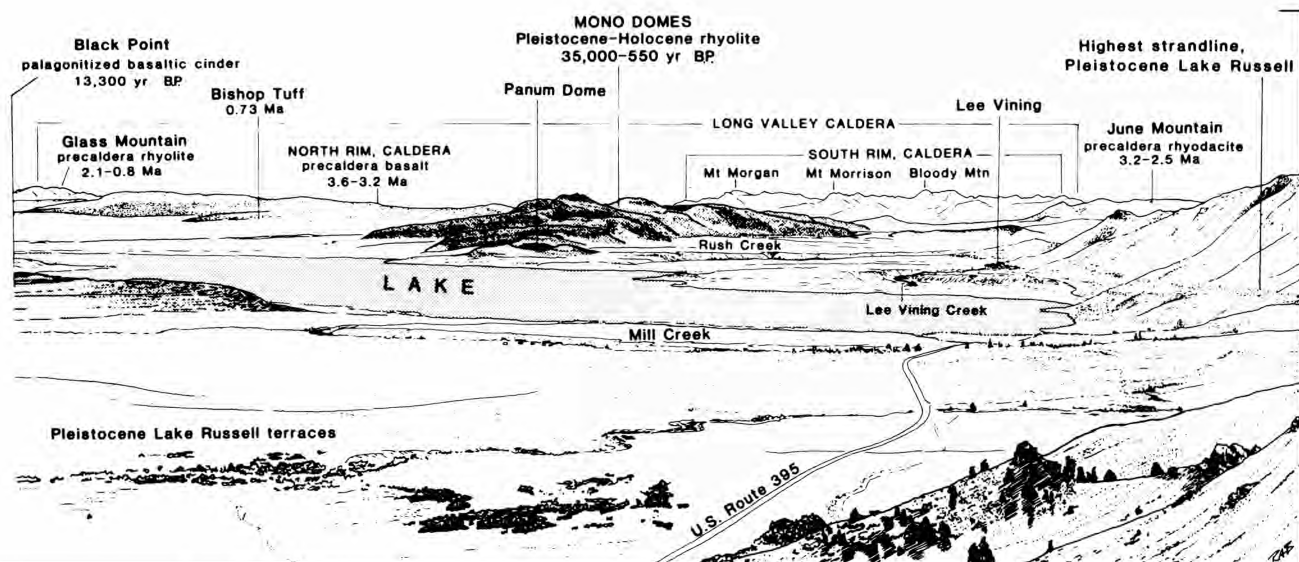 Black Point
palagonitized basaltic cinder
13,300 yr B.P.
MONO DOMES
Pleistocene-Holocene rhyolite
35,000-550 yr B.P.
Highest strandline,
Pleistocene Lake Russell
Bishop Tuff
0.73 Ma
Panum Dome
Lee Vining
Glass Mountain
precaldera rhyolite
2.1-0.8 Ma
NORTH RIM, CALDERA
precaldera basalt
3.6-3.2 Ma
LONG VALLEY CALDERA
June Mountain
precaldera rhyodacite
3.2-2.5 Ma
SOUTH RIM, CALDERA
Mt Morgan
Mt Morrison
Bloody Mtn
Rush Creek
LAKE
Lee Vining Creek
Mill Creek
Pleistocene Lake Russell terraces
U.S. Route 395